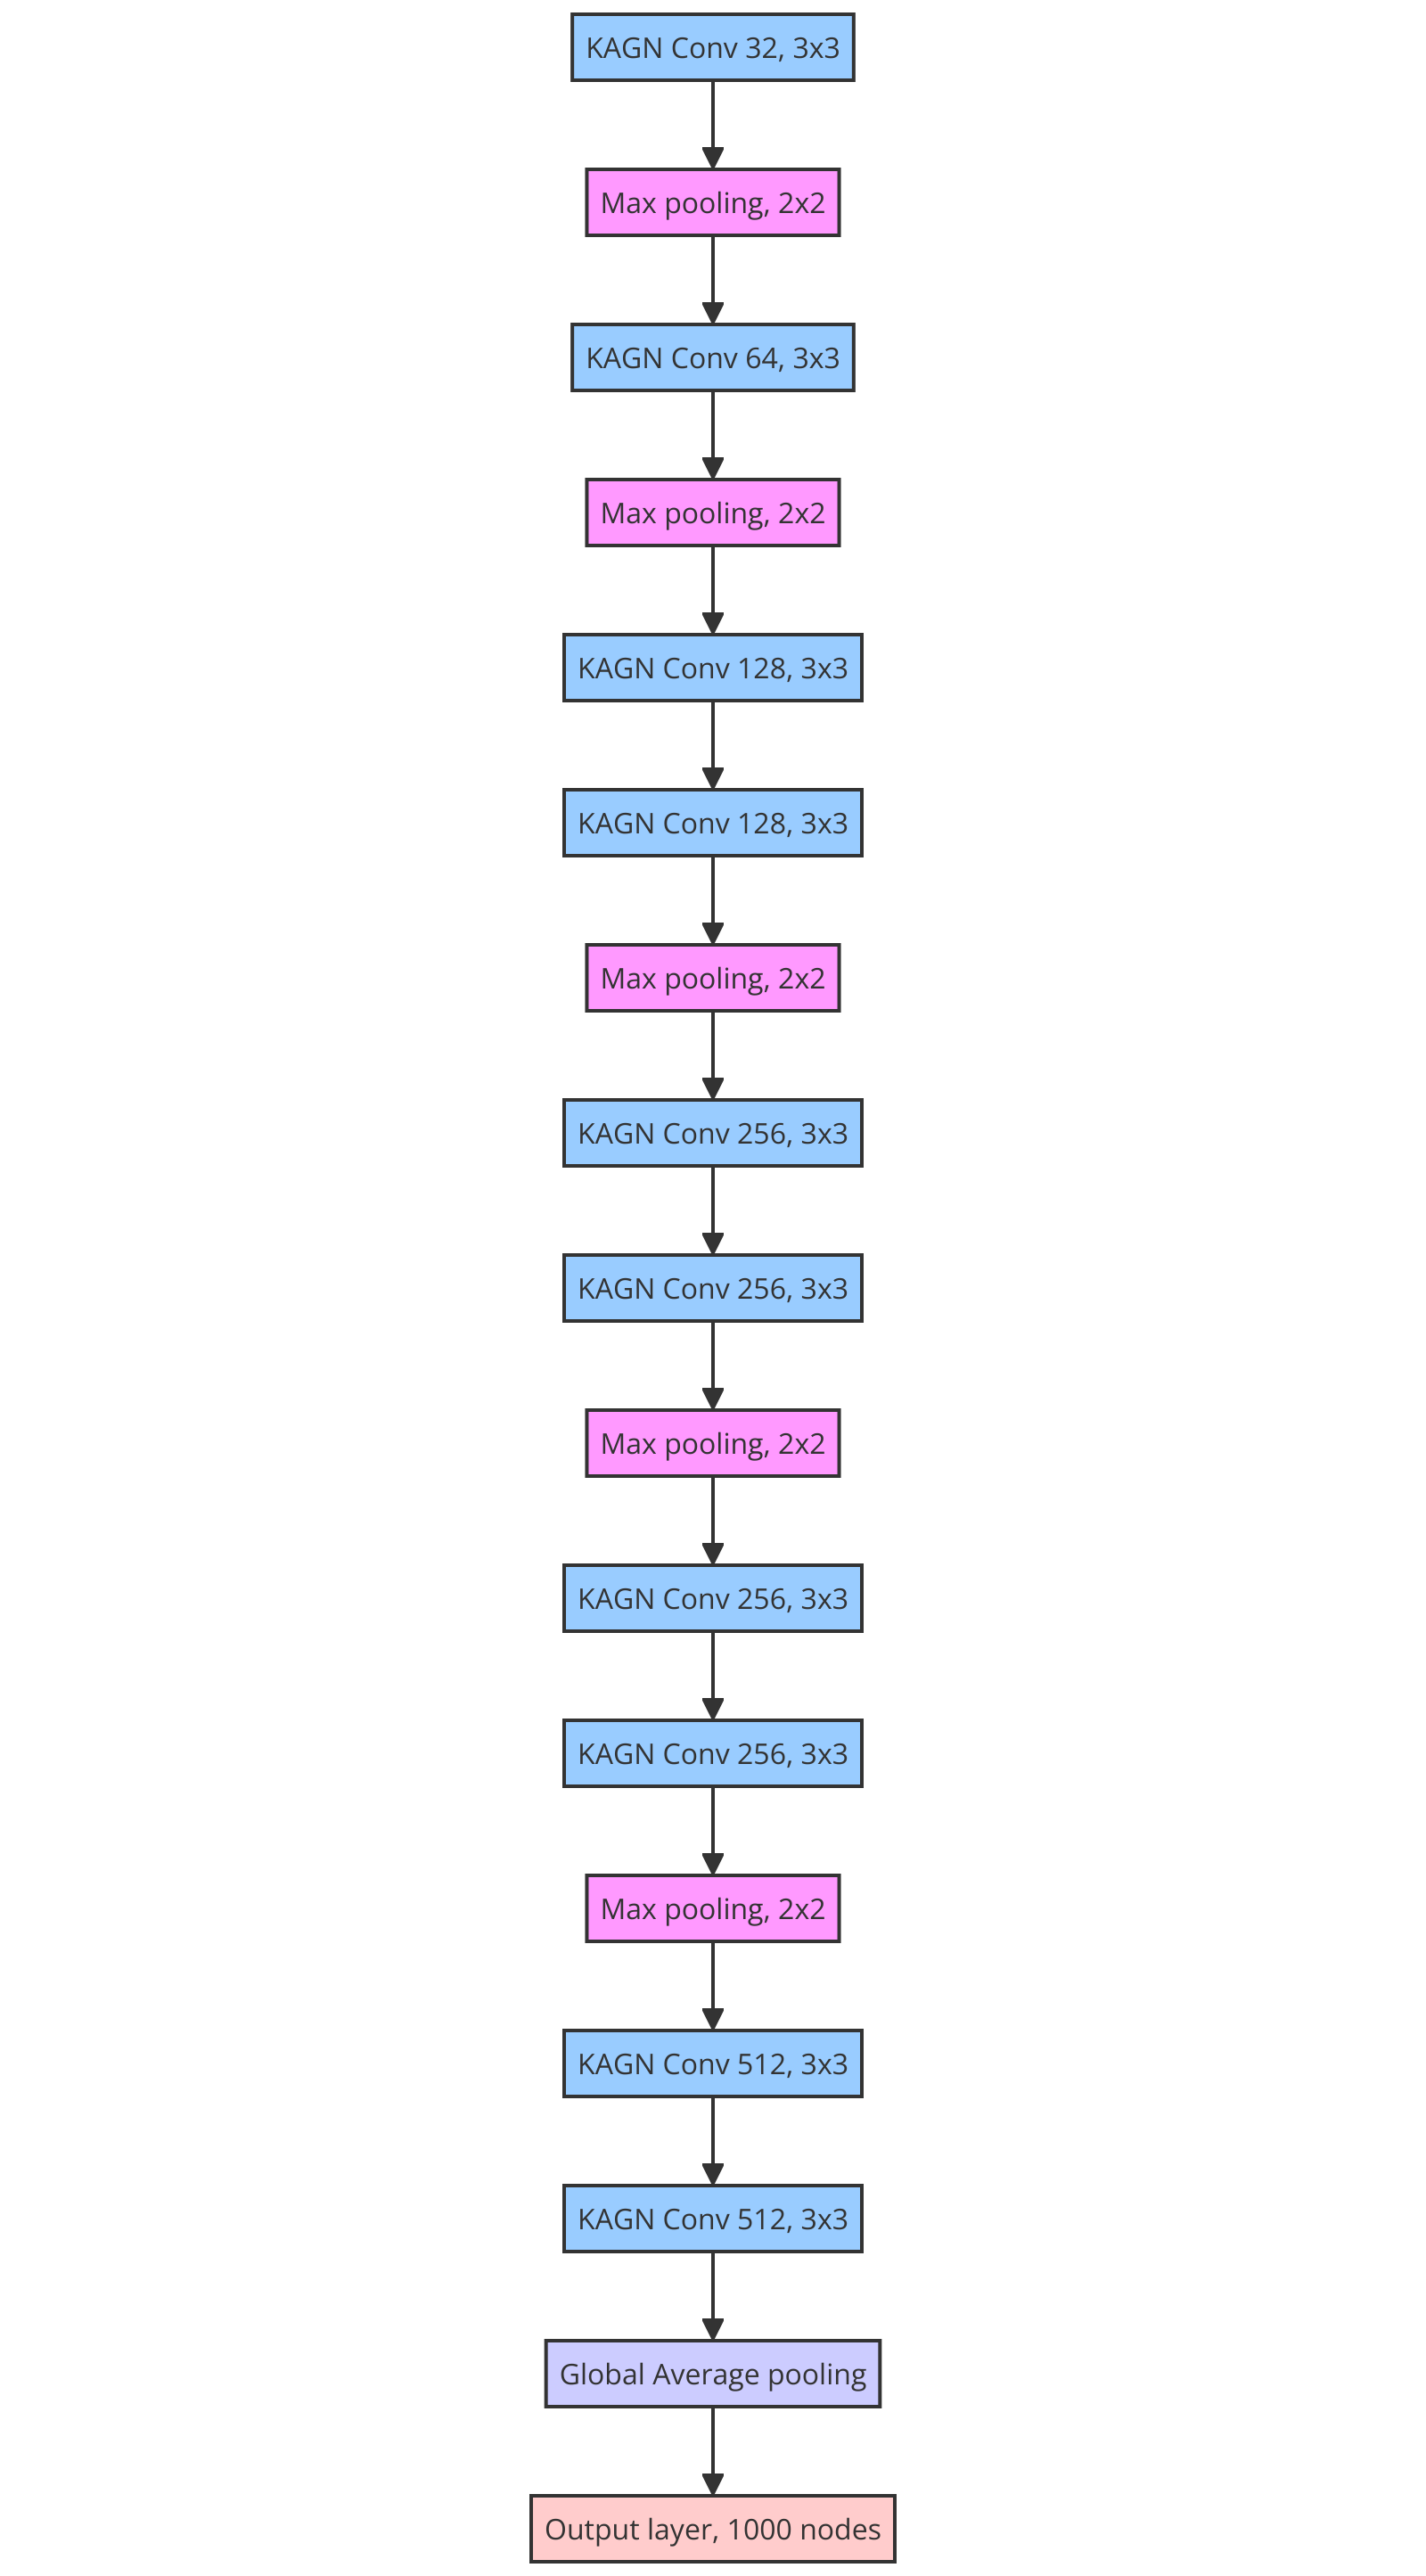 KAGN Conv 32, 3x3
Max pooling, 2x2
KAGN Conv 64, 3x3
Max pooling, 2x2
KAGN Conv 128, 3x3
KAGN Conv 128, 3x3
Max pooling, 2x2
KAGN Conv 256, 3x3
KAGN Conv 256, 3x3
Max pooling, 2x2
KAGN Conv 256, 3x3
KAGN Conv 256, 3x3
Max pooling, 2x2
KAGN Conv 512, 3x3
KAGN Conv 512, 3x3
Global Average pooling
Output layer, 1000 nodes